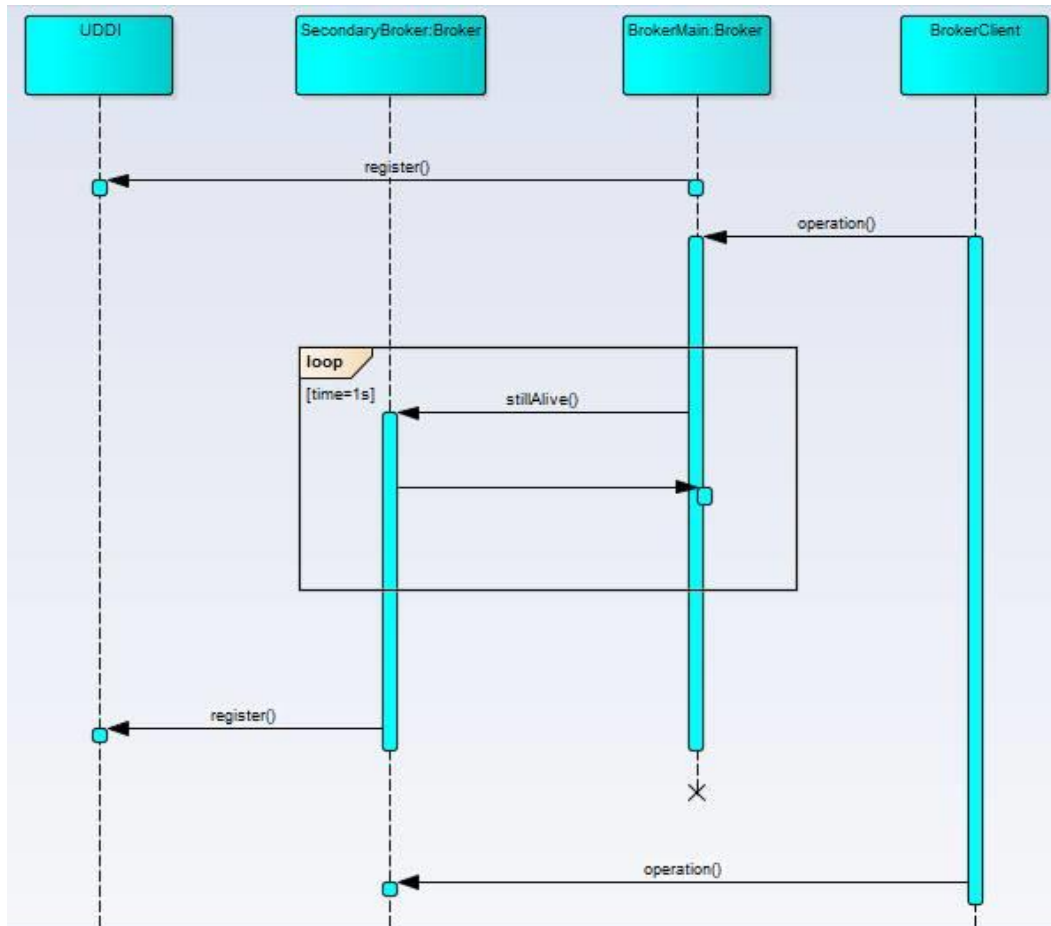 UDDI
SecondaryBroker:Broker
BrokerMain:Broker
BrokerClient
register()
operation()
loop
[time=1s]
stillAlive()
register()
operation()